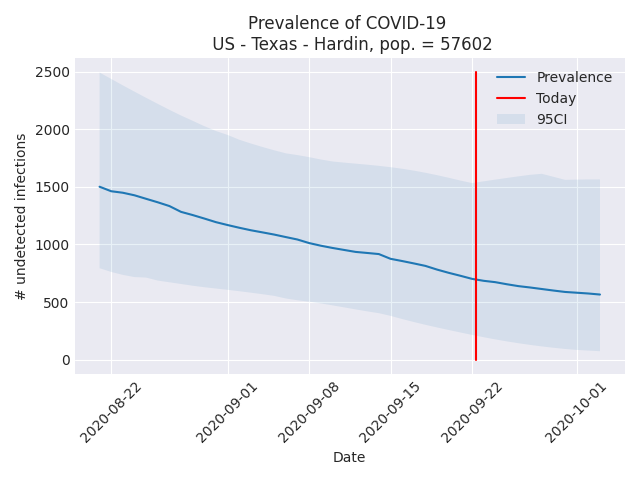 Prevalence of COVID-19
US - Texas - Hardin, pop. = 57602
2500
2000
1500
1000
500
0
# undetected infections
Prevalence
Today
95CI
2020-08-22
2020-09-01
2020-09-08
2020-09-15
2020-09-22
2020-10-01
Date